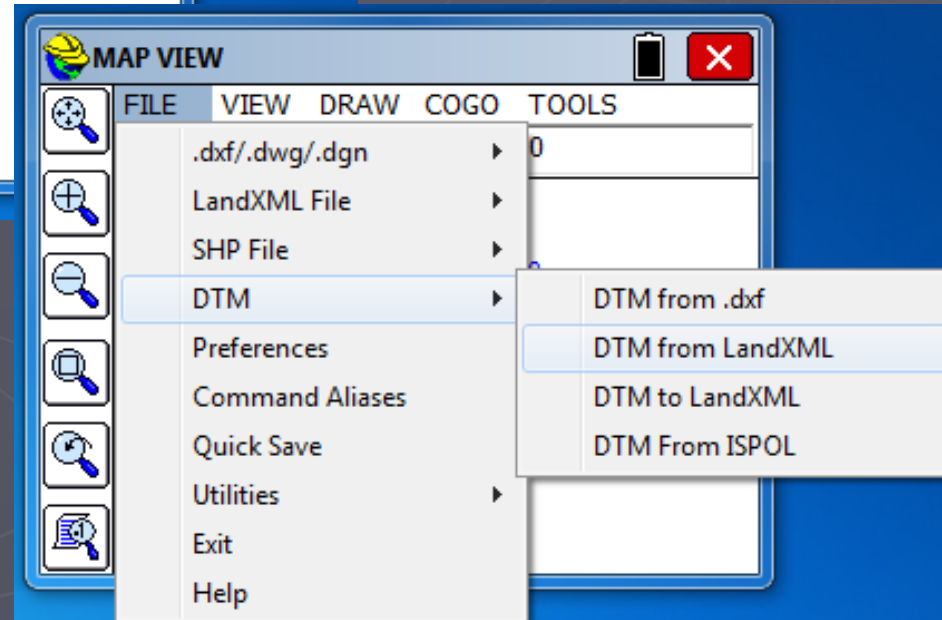 MAP VIEW
FILE VIEW DRAW COGO TOOLS
.dxf/.dwg/.dgn
0
LandXML File
SHP File
DTM
DTM from .dxf
Preferences
DTM from LandXML
Command Aliases
DTM to LandXML
Quick Save
DTM From ISPOL
Utilities
Exit
Help